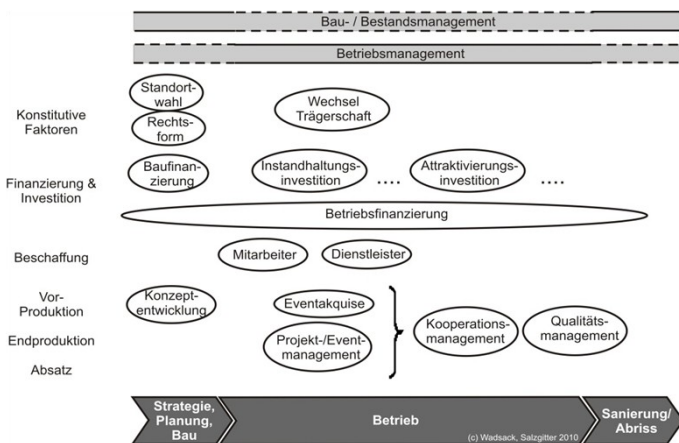 Bau- / Bestandsmanagement
Betriebsmanagement
Konstitutive
Faktoren
Standort-
wahl
Rechts-
form
Wechsel
Trägerschaft
Finanzierung &
Investition
Baufinan-
zierung
Instandhaltungs-
investition
....
Attraktivierungs-
investition
....
Betriebsfinanzierung
Beschaffung
Mitarbeiter
Dienstleister
Vor-
Produktion
Konzept-
entwicklung
Eventakquise
Endproduktion
Projekt-/Event-
management
Kooperations-
management
Qualitäts-
management
Absatz
Strategie,
Planung,
Bau
Betrieb
(c) Wadsack, Salzgitter 2010
Sanierung/
Abriss